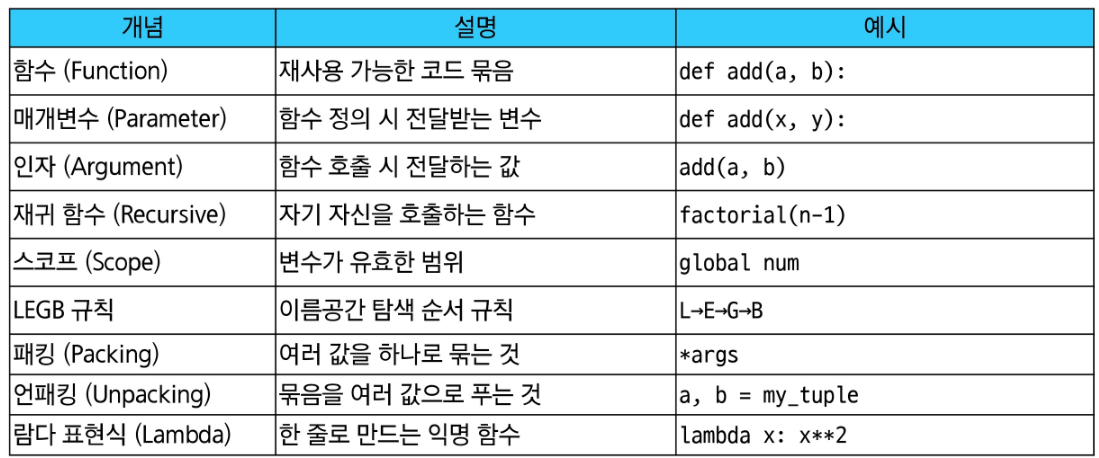 개념 설명 예시
함수 (Function) 재사용 가능한 코드 묶음 def add(a, b):
매개변수 (Parameter) 함수 정의 시 전달받는 변수 def add(x, y):
인자 (Argument) 함수 호출 시 전달하는 값 add(a, b)
재귀 함수 (Recursive) 자기 자신을 호출하는 함수 factorial(n-1)
스코프 (Scope) 변수가 유효한 범위 global num
LEGB 규칙 이름공간 탐색 순서 규칙 L→E→G→B
패킹 (Packing) 여러 값을 하나로 묶는 것 *args
언패킹 (Unpacking) 묶음을 여러 값으로 푸는 것 a, b = my_tuple
람다 표현식 (Lambda) 한 줄로 만드는 익명 함수 lambda x: x**2